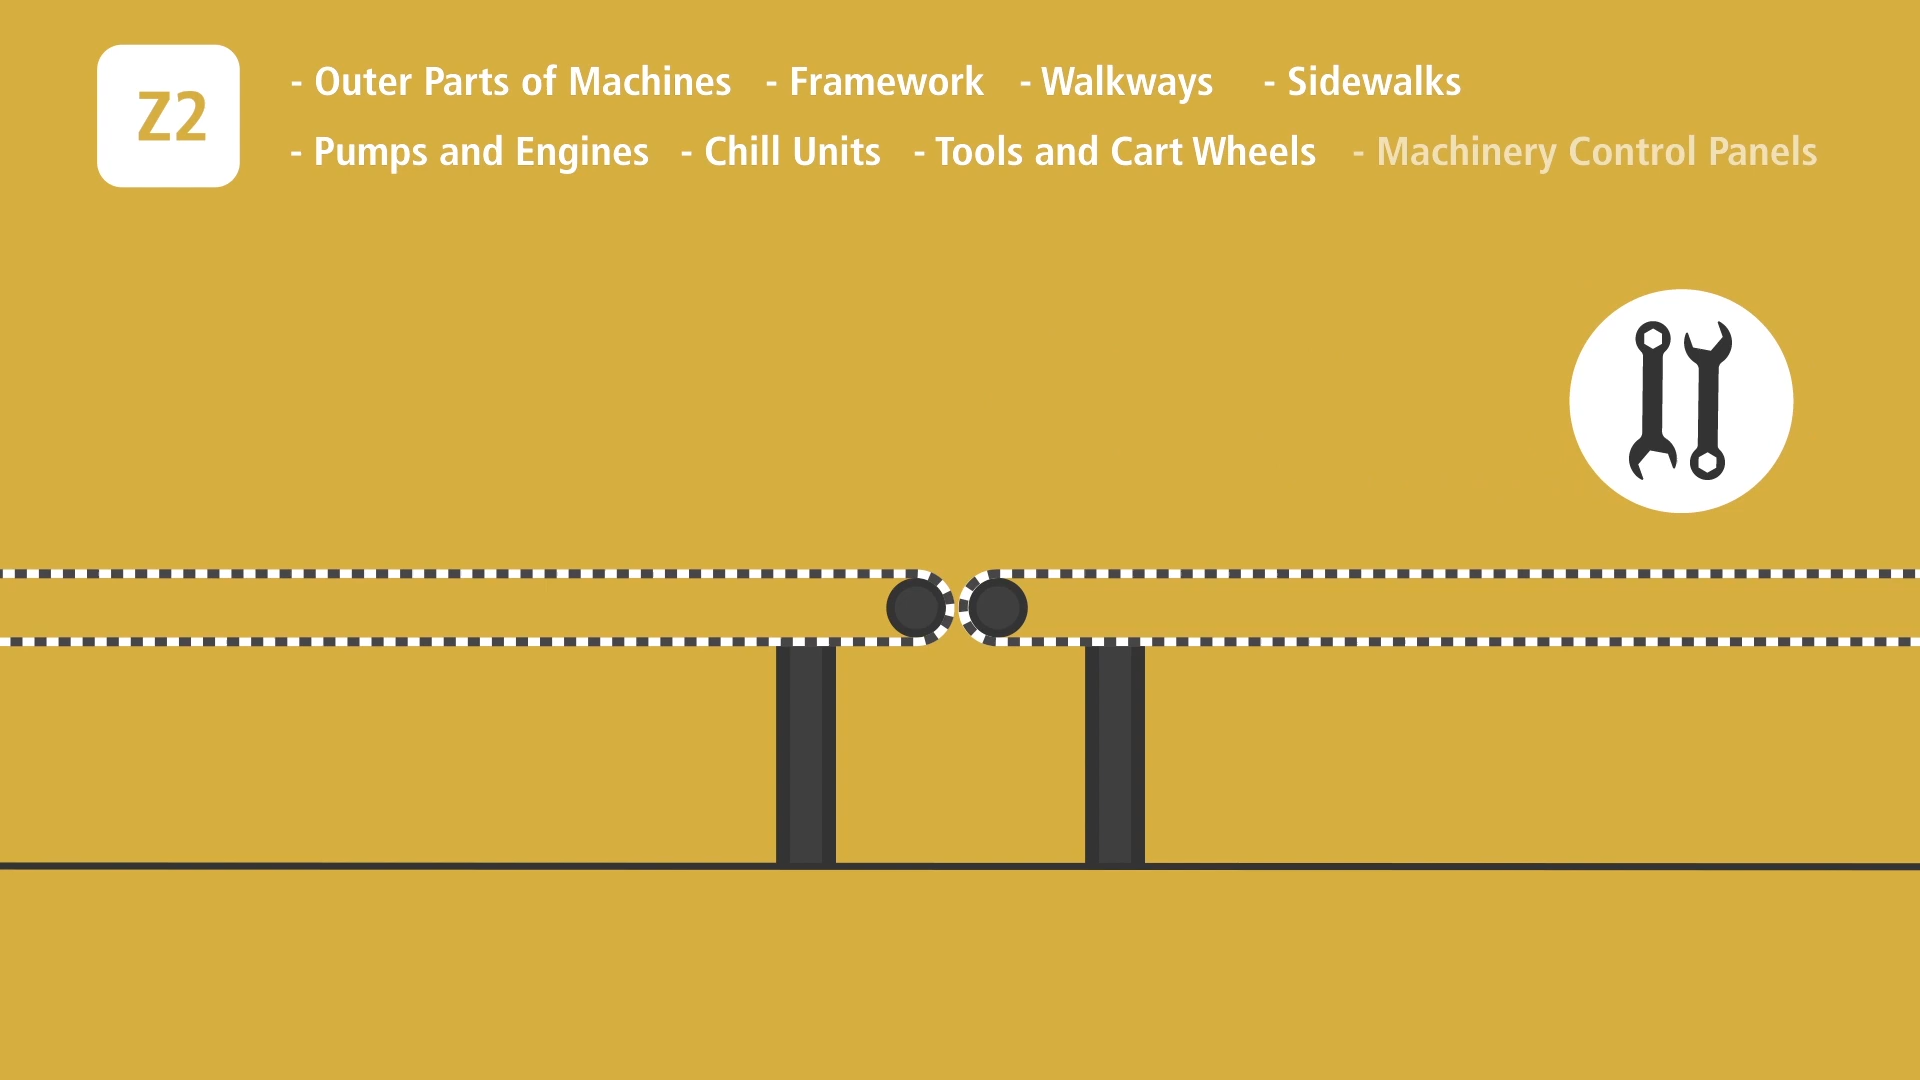 Z2
- Outer Parts of Machines - Framework - Walkways - Sidewalks
- Pumps and Engines - Chill Units - Tools and Cart Wheels - Machinery Control Panels